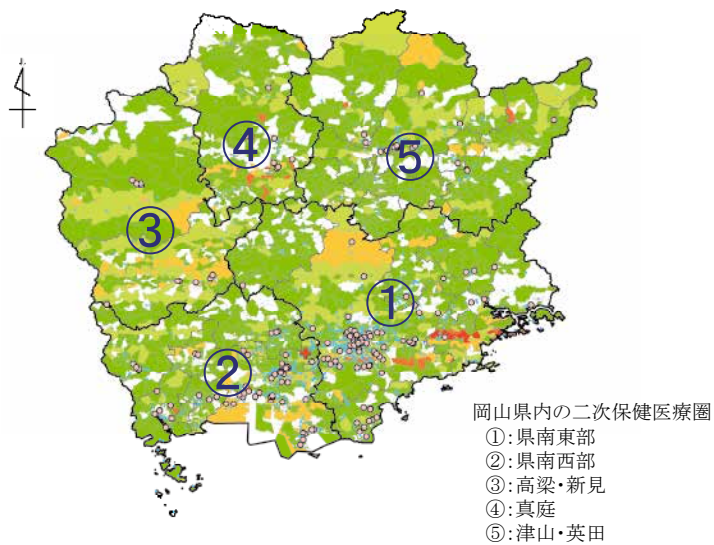 ④
⑤
③
①
②
岡山県内の二次保健医療圏
①:県南東部
②:県南西部
③:高梁・新見
④:真庭
⑤:津山・英田